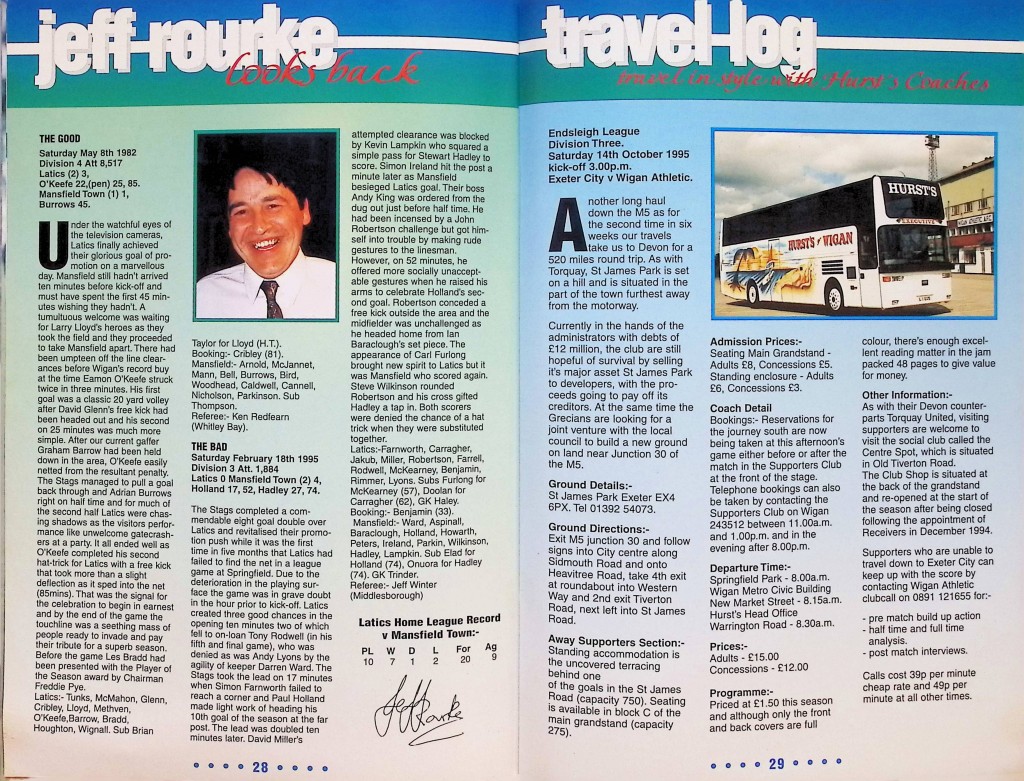 jeff rourke
looks back
THE GOOD
Saturday May 8th 1982
Division 4 Att 8,517
Latics (2) 3,
O'Keefe 22,(pen) 25, 85.
Mansfield Town (1) 1,
Burrows 45.
Under the watchful eyes of
the television cameras,
Latics finally achieved
their glorious goal of pro-
motion on a marvellous
day. Mansfield still hadn't arrived
ten minutes before kick-off and
must have spent the first 45 min-
utes wishing they hadn't. A
tumultuous welcome was waiting
for Larry Lloyd's heroes as they
took the field and they proceeded
to take Mansfield apart. There had
been umpteen off the line clear-
ances before Wigan's record buy
at the time Eamon O'Keefe struck
twice in three minutes. His first
goal was a classic 20 yard volley
after David Glenn's free kick had
been headed out and his second
on 25 minutes was much more
simple. After our current gaffer
Graham Barrow had been held
down in the area, O'Keefe easily
netted from the resultant penalty.
The Stags managed to pull a goal
back through and Adrian Burrows
right on half time and for much of
the second half Latics were chas-
ing shadows as the visitors perfor-
mance like unwelcome gatecrash-
ers at a party. It all ended well as
O'Keefe completed his second
hat-trick for Latics with a free kick
that took more than a slight
deflection as it sped into the net
(85mins). That was the signal for
the celebration to begin in earnest
and by the end of the game the
touchline was a seething mass of
people ready to invade and pay
their tribute for a superb season.
Before the game Les Bradd had
been presented with the Player of
the Season award by Chairman
Freddie Pye.
Latics:- Tunks, McMahon, Glenn,
Cribley, Lloyd, Methven,
O'Keefe,Barrow, Bradd,
Houghton, Wignall. Sub Brian
Taylor for Lloyd (H.T.).
Booking:- Cribley (81).
Mansfield:- Arnold, McJannet,
Mann, Bell, Burrows, Bird,
Woodhead, Caldwell, Cannell,
Nicholson, Parkinson. Sub
Thompson.
Referee:- Ken Redfearn
(Whitley Bay).
THE BAD
Saturday February 18th 1995
Division 3 Att. 1,884
Latics 0 Mansfield Town (2) 4,
Holland 17, 52, Hadley 27, 74.
The Stags completed a com-
mendable eight goal double over
Latics and revitalised their promo-
tion push while it was the first
time in five months that Latics had
failed to find the net in a league
game at Springfield. Due to the
deterioration in the playing sur-
face the game was in grave doubt
in the hour prior to kick-off. Latics
created three good chances in the
opening ten minutes two of which
fell to on-loan Tony Rodwell (in his
fifth and final game), who was
denied as was Andy Lyons by the
agility of keeper Darren Ward. The
Stags took the lead on 17 minutes
when Simon Farnworth failed to
reach a corner and Paul Holland
made light work of heading his
10th goal of the season at the far
post. The lead was doubled ten
minutes later. David Miller's
attempted clearance was blocked
by Kevin Lampkin who squared a
simple pass for Stewart Hadley to
score. Simon Ireland hit the post a
minute later as Mansfield
besieged Latics goal. Their boss
Andy King was ordered from the
dug out just before half time. He
had been incensed by a John
Robertson challenge but got him-
self into trouble by making rude
gestures to the linesman.
However, on 52 minutes, he
offered more socially unaccept-
able gestures when he raised his
arms to celebrate Holland's sec-
ond goal. Robertson conceded a
free kick outside the area and the
midfielder was unchallenged as
he headed home from Ian
Baraclough's set piece. The
appearance of Carl Furlong
brought new spirit to Latics but it
was Mansfield who scored again.
Steve Wilkinson rounded
Robertson and his cross gifted
Hadley a tap in. Both scorers
were denied the chance of a hat
trick when they were substituted
together.
Latics:-Farnworth, Carragher,
Jakub, Miller, Robertson, Farrell,
Rodwell, McKearney, Benjamin,
Rimmer, Lyons. Subs Furlong for
McKearney (57), Doolan for
Carragher (62), GK Haley.
Booking:- Benjamin (33).
Mansfield:- Ward, Aspinall,
Baraclough, Holland, Howarth,
Peters, Ireland, Parkin, Wilkinson,
Hadley, Lampkin. Sub Elad for
Holland (74), Onuora for Hadley
(74). GK Tinder.
Referee:- Jeff Winter
(Middlesborough)
Latics Home League Record
v Mansfield Town:-
PL W D L For Ag
10 7 1 2 20 9
Jeff Rourke
28
travel log
travel in style with Hurst's Coaches
Endsleigh League
Division Three.
Saturday 14th October 1995
kick-off 3.00p.m.
Exeter City v Wigan Athletic.
Another long haul
down the M5 as for
the second time in six
weeks our travels
take us to Devon for a
520 miles round trip. As with
Torquay, St James Park is set
on a hill and is situated in the
part of the town furthest away
from the motorway.
Currently in the hands of the
administrators with debts of
£12 million, the club are still
hopeful of survival by selling
it's major asset St James Park
to developers, with the pro-
ceeds going to pay off its
creditors. At the same time the
Grecians are looking for a
joint venture with the local
council to build a new ground
on land near Junction 30 of
the M5.
Ground Details:-
St James Park Exeter EX4
6PX. Tel 01392 54073.
Ground Directions:-
Exit M5 junction 30 and follow
signs into City centre along
Sidmouth Road and onto
Heavitree Road, take 4th exit
at roundabout into Western
Way and 2nd exit Tiverton
Road, next left into St James
Road.
Away Supporters Section:-
Standing accommodation is
the uncovered terracing
behind one
of the goals in the St James
Road (capacity 750). Seating
is available in block C of the
main grandstand (capacity
275).
HURST'S
EXECUTIVE
HURST'S OF WIGAN
Admission Prices:-
Seating Main Grandstand -
Adults £8, Concessions £5.
Standing enclosure - Adults
£6, Concessions £3.
Coach Detail
Bookings:- Reservations for
the journey south are now
being taken at this afternoon's
game either before or after the
match in the Supporters Club
at the front of the stage.
Telephone bookings can also
be taken by contacting the
Supporters Club on Wigan
243512 between 11.00a.m.
and 1.00p.m. and in the
evening after 8.00p.m.
Departure Time:-
Springfield Park - 8.00a.m.
Wigan Metro Civic Building
New Market Street - 8.15a.m.
Hurst's Head Office
Warrington Road - 8.30a.m.
Prices:-
Adults - £15.00
Concessions - £12.00
Programme:-
Priced at £1.50 this season
and although only the front
and back covers are full
colour, there's enough excel-
lent reading matter in the jam
packed 48 pages to give value
for money.
Other Information:-
As with their Devon counter-
parts Torquay United, visiting
supporters are welcome to
visit the social club called the
Centre Spot, which is situated
in Old Tiverton Road.
The Club Shop is situated at
the back of the grandstand
and re-opened at the start of
the season after being closed
following the appointment of
Receivers in December 1994.
Supporters who are unable to
travel down to Exeter City can
keep up with the score by
contacting Wigan Athletic
clubcall on 0891 121655 for:-
- pre match build up action
- half time and full time
analysis.
- post match interviews.
Calls cost 39p per minute
cheap rate and 49p per
minute at all other times.
29